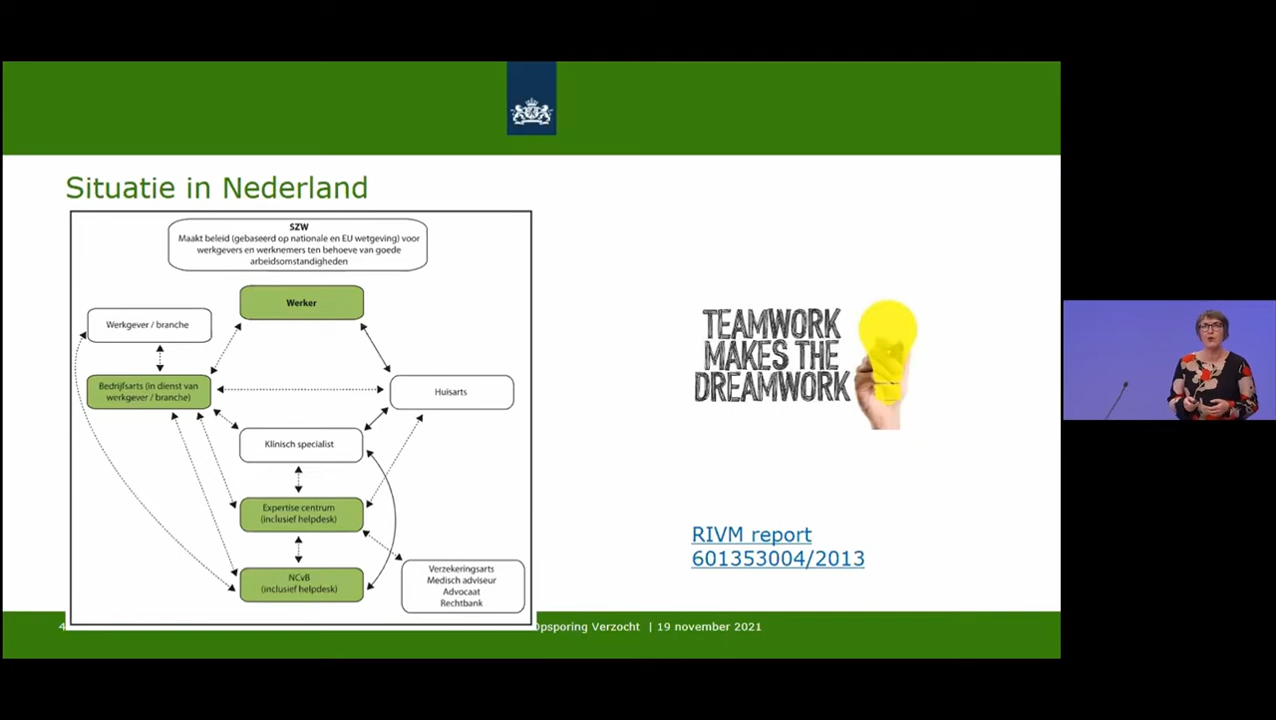 Situatie in Nederland
SZW
Maakt beleid (gebaseerd op nationale en EU wetgeving) voor
werkgevers en werknemers ten behoeve van goede
arbeidsomstandigheden
Werker
Werkgever / branche
Bedrijfsarts (in dienst van
werkgever / branche)
Huisarts
Klinisch specialist
Expertise centrum
(inclusief helpdesk)
NCvB
(inclusief helpdesk)
Verzekeringsarts
Medisch adviseur
Advocaat
Rechtbank
TEAMWORK
MAKES THE
DREAMWORK
RIVM report
601353004/2013
4
Opsporing Verzocht | 19 november 2021